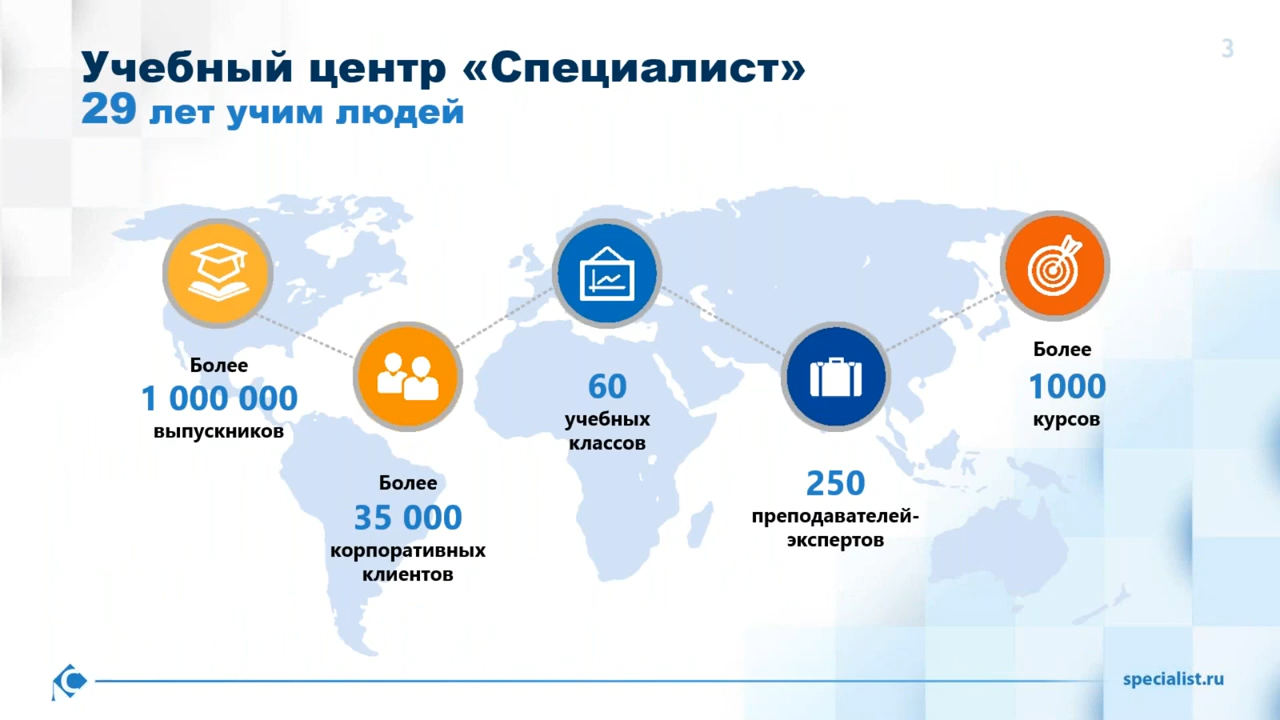 3
Учебный центр «Специалист»
29 лет учим людей
Более
1 000 000
выпускников
Более
35 000
корпоративных
клиентов
60
учебных
классов
250
преподавателей-
экспертов
Более
1000
курсов
specialist.ru